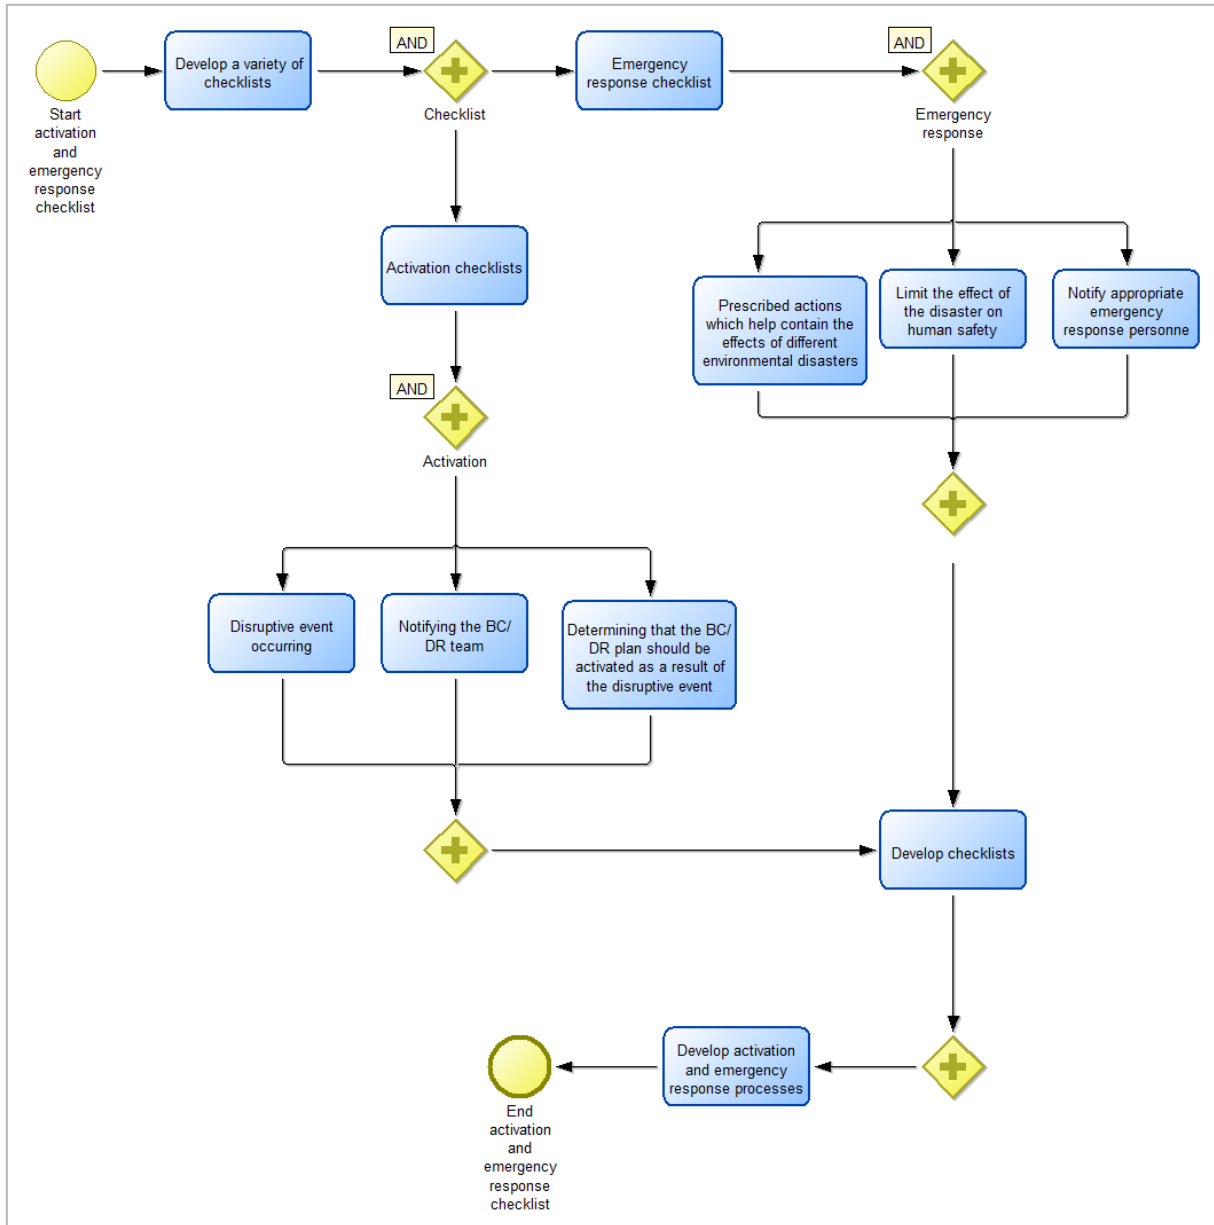 AND
AND
Develop a variety of
checklists
Emergency
response checklist
Start
activation
and
emergency
response
checklist
Checklist
Emergency
response
Activation checklists
Prescribed actions
which help contain the
effects of different
environmental disasters
Limit the effect of
the disaster on
human safety
Notify appropriate
emergency
response personne
AND
Activation
Disruptive event
occurring
Notifying the BC/
DR team
Determining that the BC/
DR plan should be
activated as a result of
the disruptive event
Develop checklists
Develop activation
and emergency
response processes
End
activation
and
emergency
response
checklist